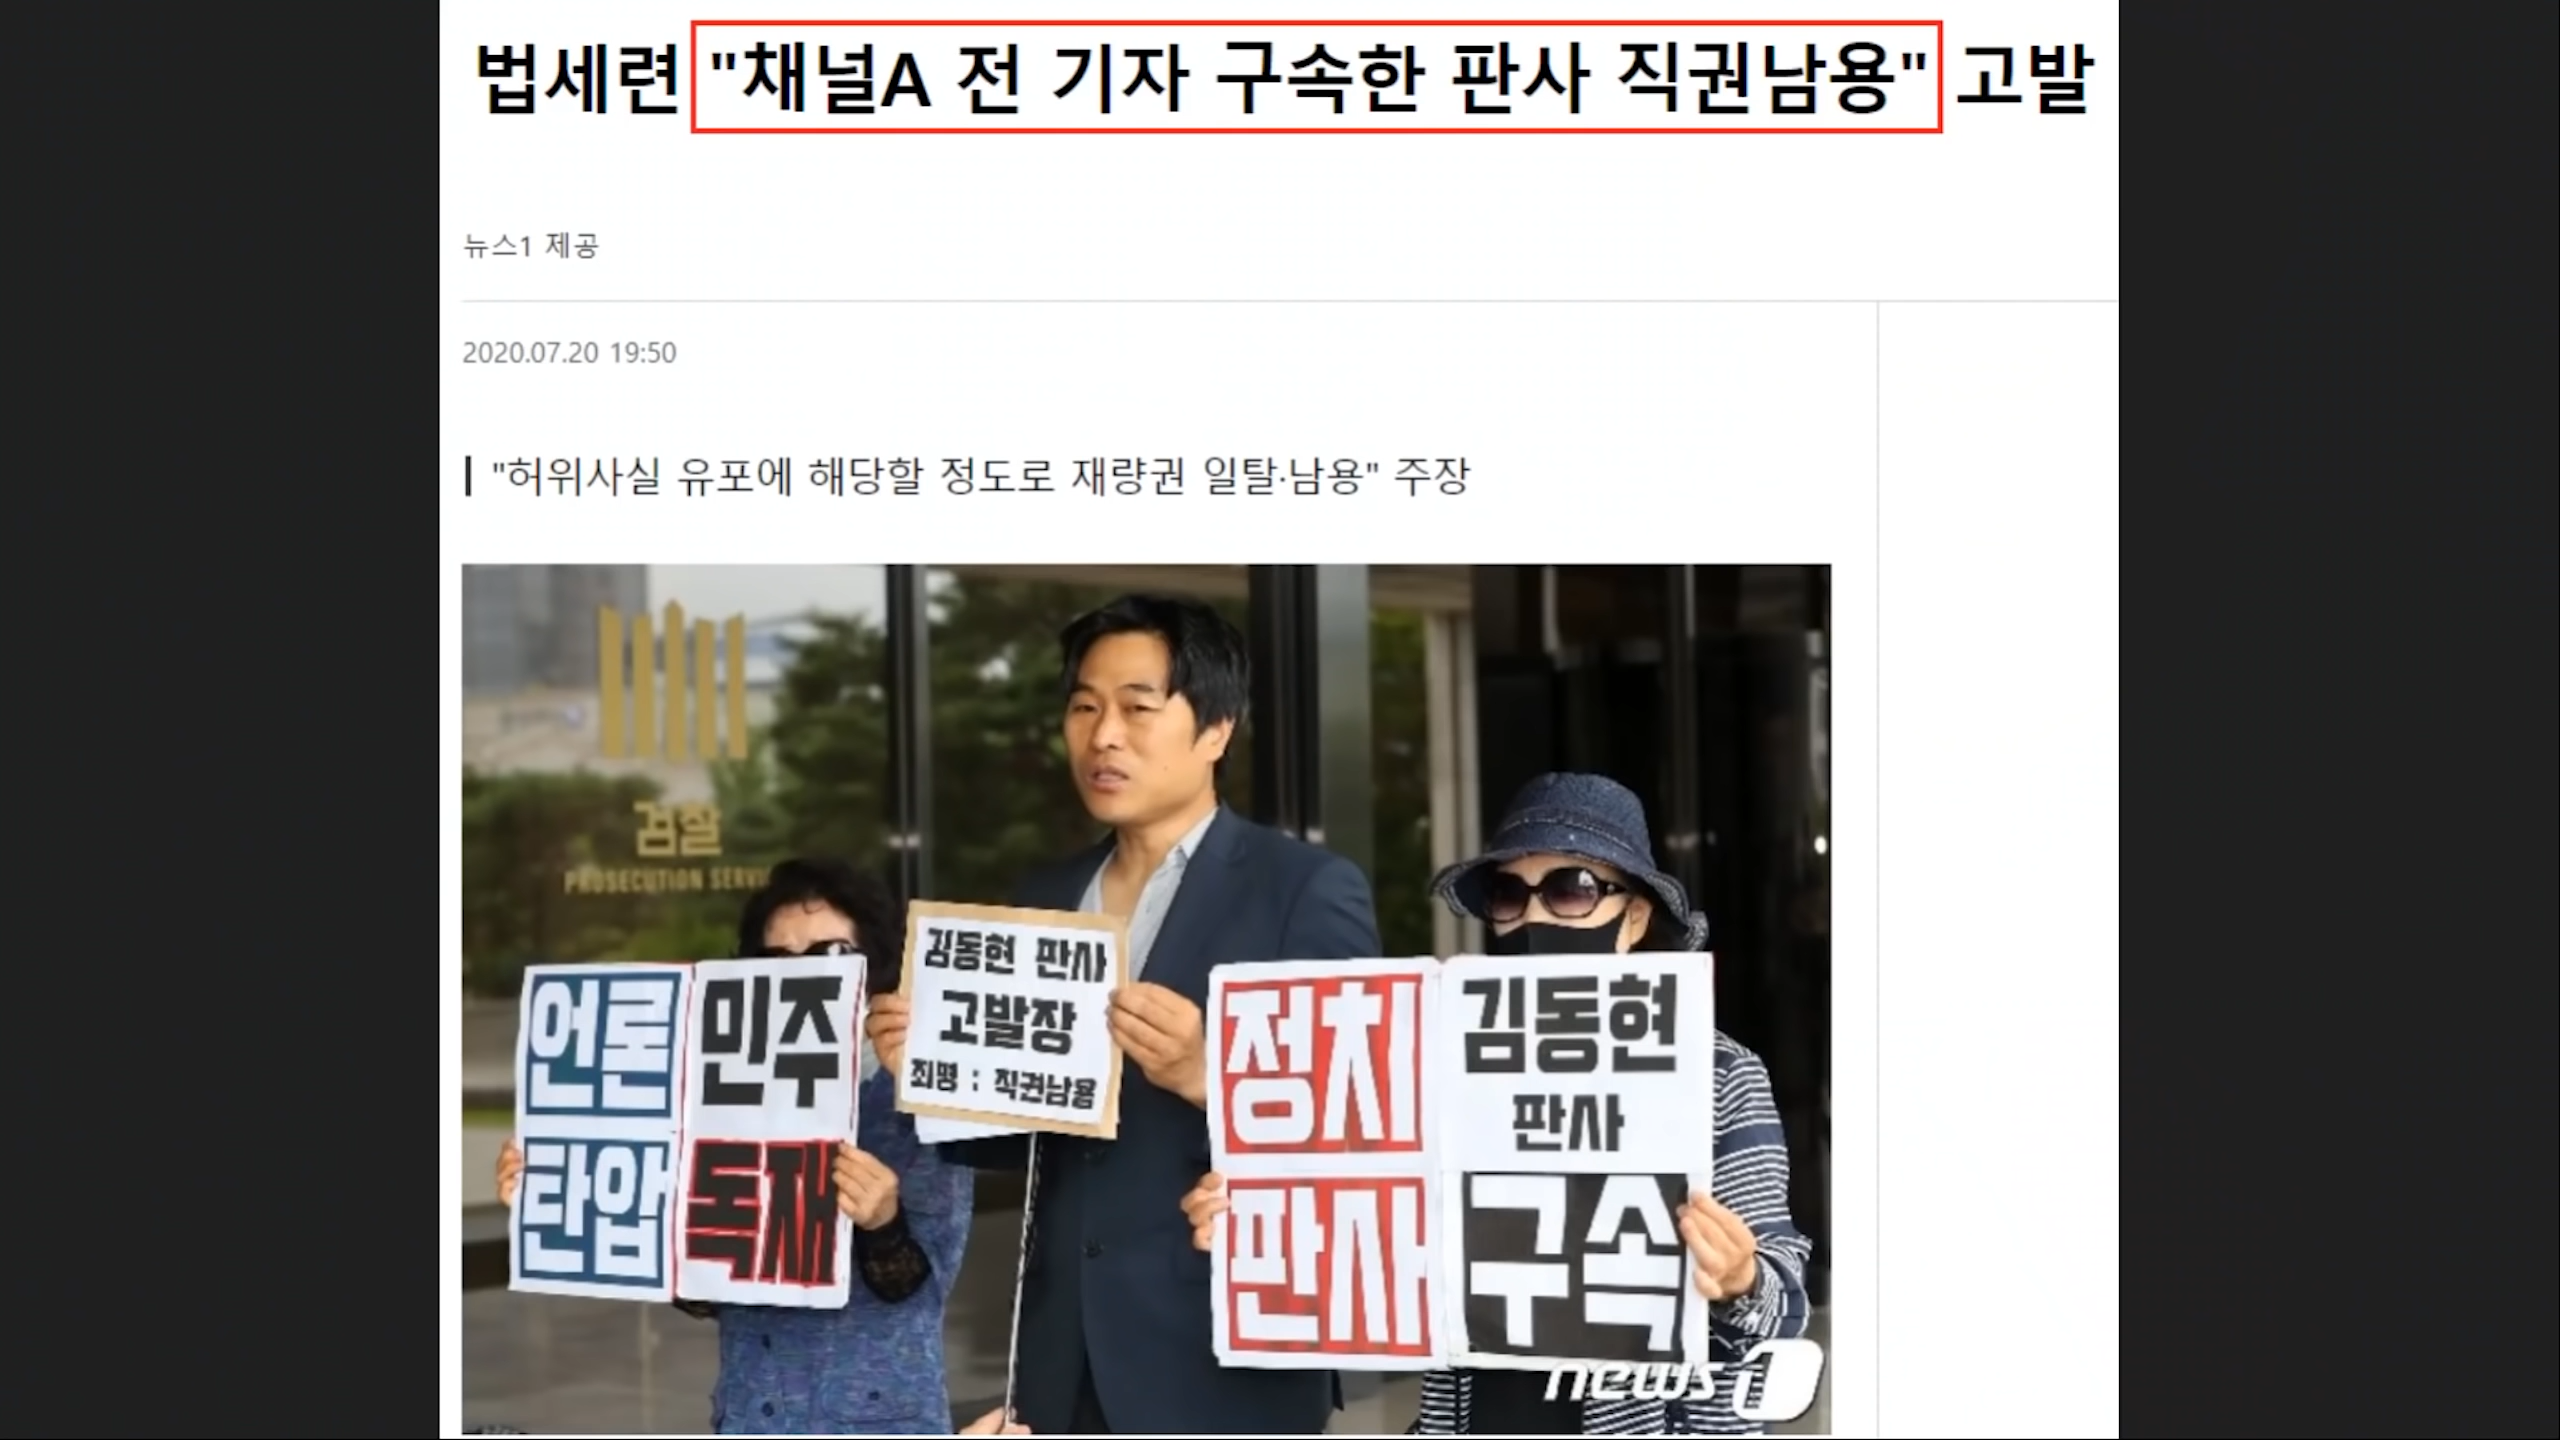 법세련 "채널A 전 기자 구속한 판사 직권남용" 고발
뉴스1 제공
2020.07.20 19:50
"허위사실 유포에 해당할 정도로 재량권 일탈·남용" 주장
검찰
PROSECUTION SERVI
언론
탄압
민주
독재
김동현 판사
고발장
죄명 : 직권남용
정치
판사
김동현
판사
구속
news1